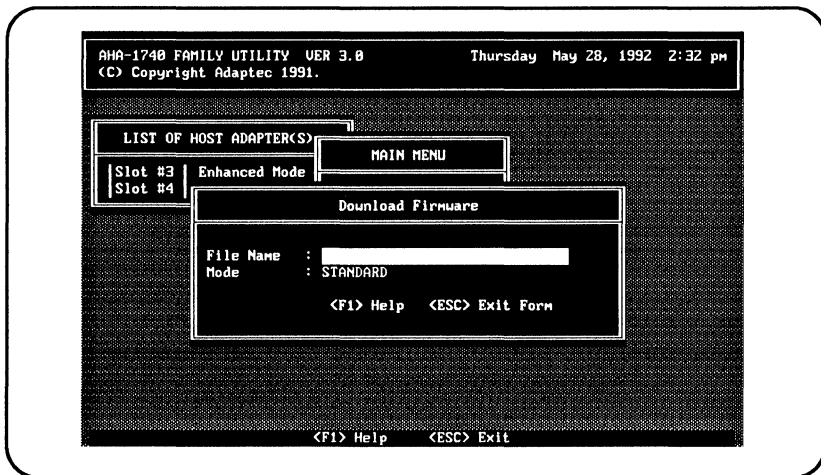 AHA-1740 FAMILY UTILITY VER 3.0 Thursday May 28, 1992 2:32 pm
(C) Copyright Adaptec 1991.
LIST OF HOST ADAPTER(S)
MAIN MENU
Slot #3 Enhanced Mode
Slot #4
Download Firmware
File Name :
Mode : STANDARD
<F1> Help <ESC> Exit Form
<F1> Help <ESC> Exit